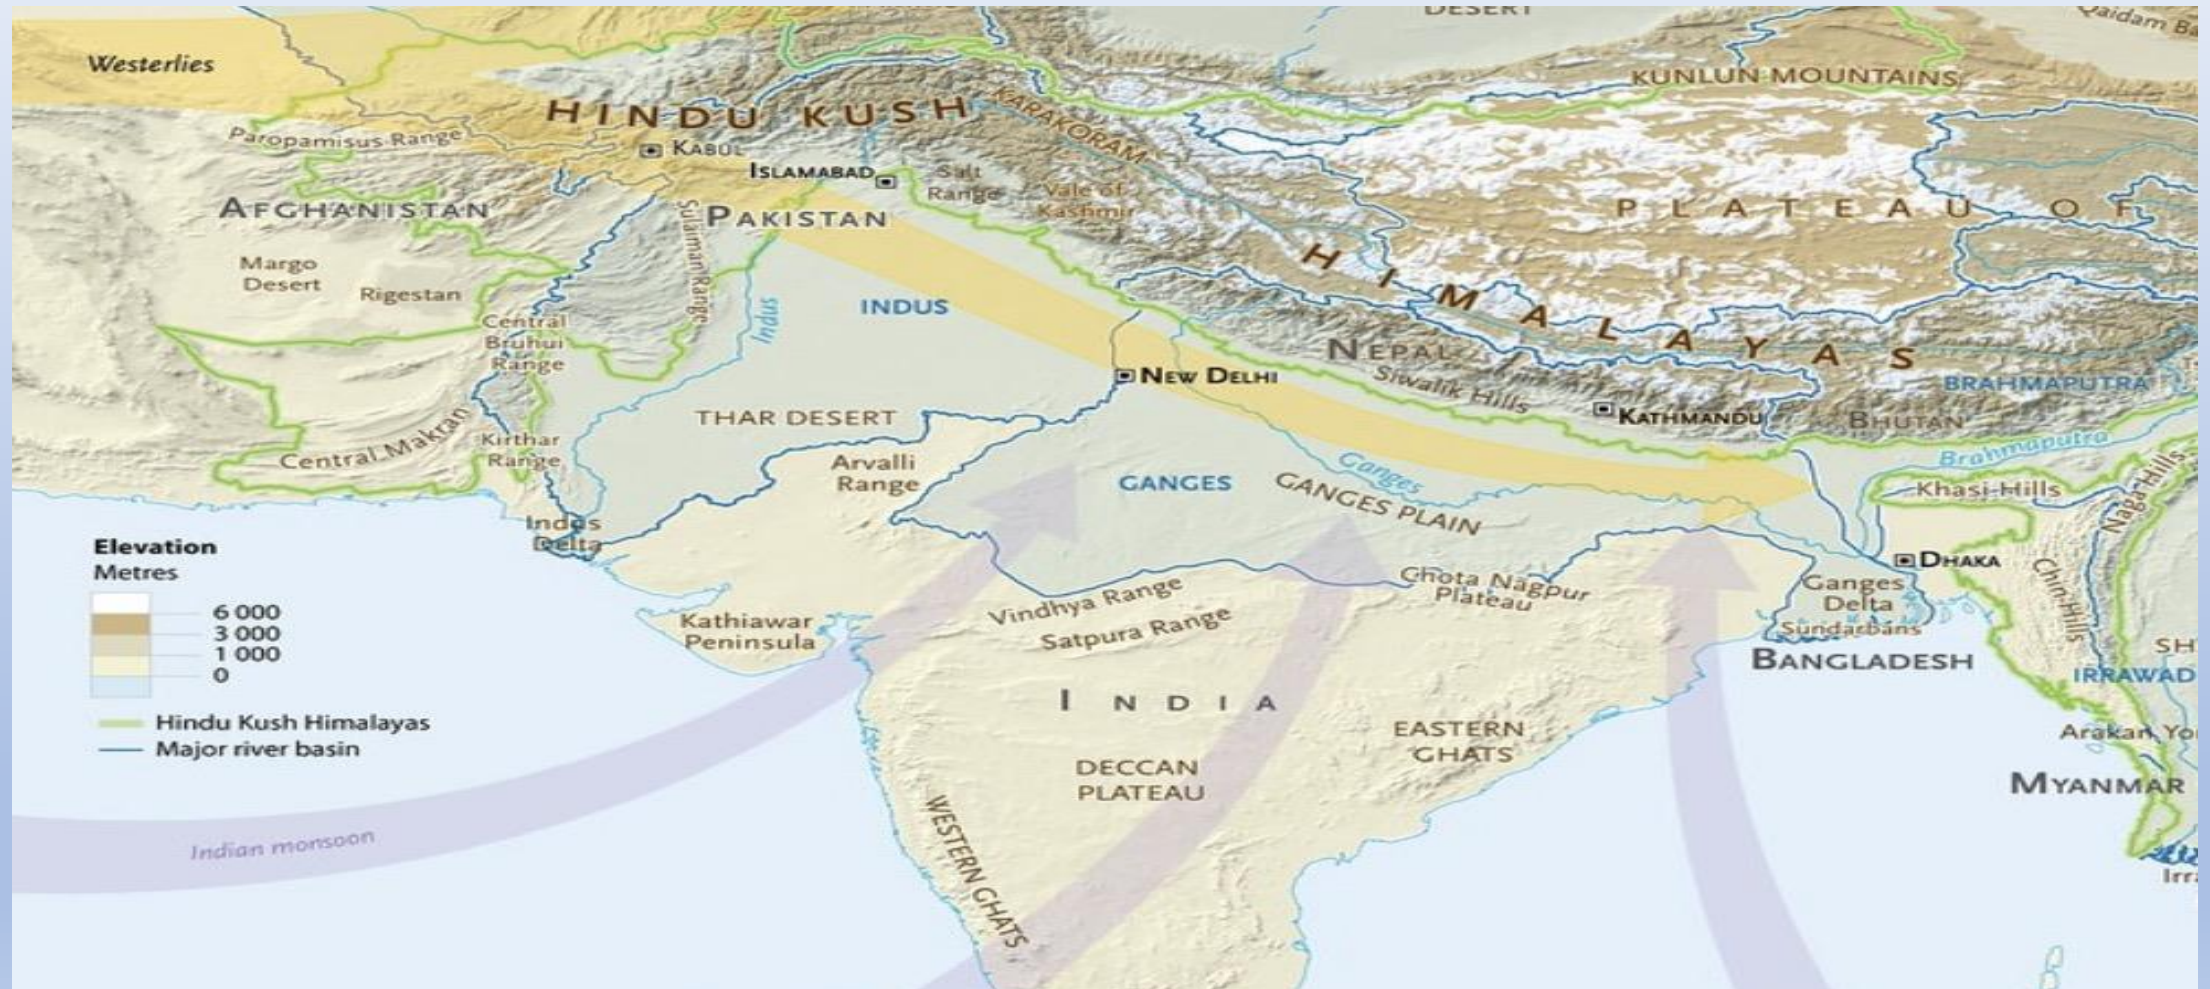 DESERT
Qaidam Ba
Westerlies
KUNLUN MOUNTAINS
HINDU KUSH
KARAKORAM
Paropamisus Range
KABUL
ISLAMABAD
Salt
Range
Vale of
Kashmir
AFGHANISTAN
PAKISTAN
Sulaiman Range
PLATEAU OF
HIMALAYAS
Margo
Desert
Rigestan
Indus
INDUS
Central
Bruhui
Range
NEPAL
Siwalik Hills
NEW DELHI
BRAHMAPUTRA
KATHMANDU
BHUTAN
THAR DESERT
Central Makran
Kirthar
Range
Arvalli
Range
Brahmaputra
Ganges
GANGES
GANGES PLAIN
Khasi Hills
Naga Hills
Indus
Delta
DHAKA
Elevation
Metres
6 000
3 000
1 000
0
Hindu Kush Himalayas
Major river basin
Kathiawar
Peninsula
Vindhya Range
Satpura Range
Chota Nagpur
Plateau
Ganges
Delta
Sundarbans
BANGLADESH
Chin Hills
SH
IRRAWAD
INDIA
EASTERN
GHATS
DECCAN
PLATEAU
WESTERN GHATS
Arakan Yo
MYANMAR
Indian monsoon
Irr